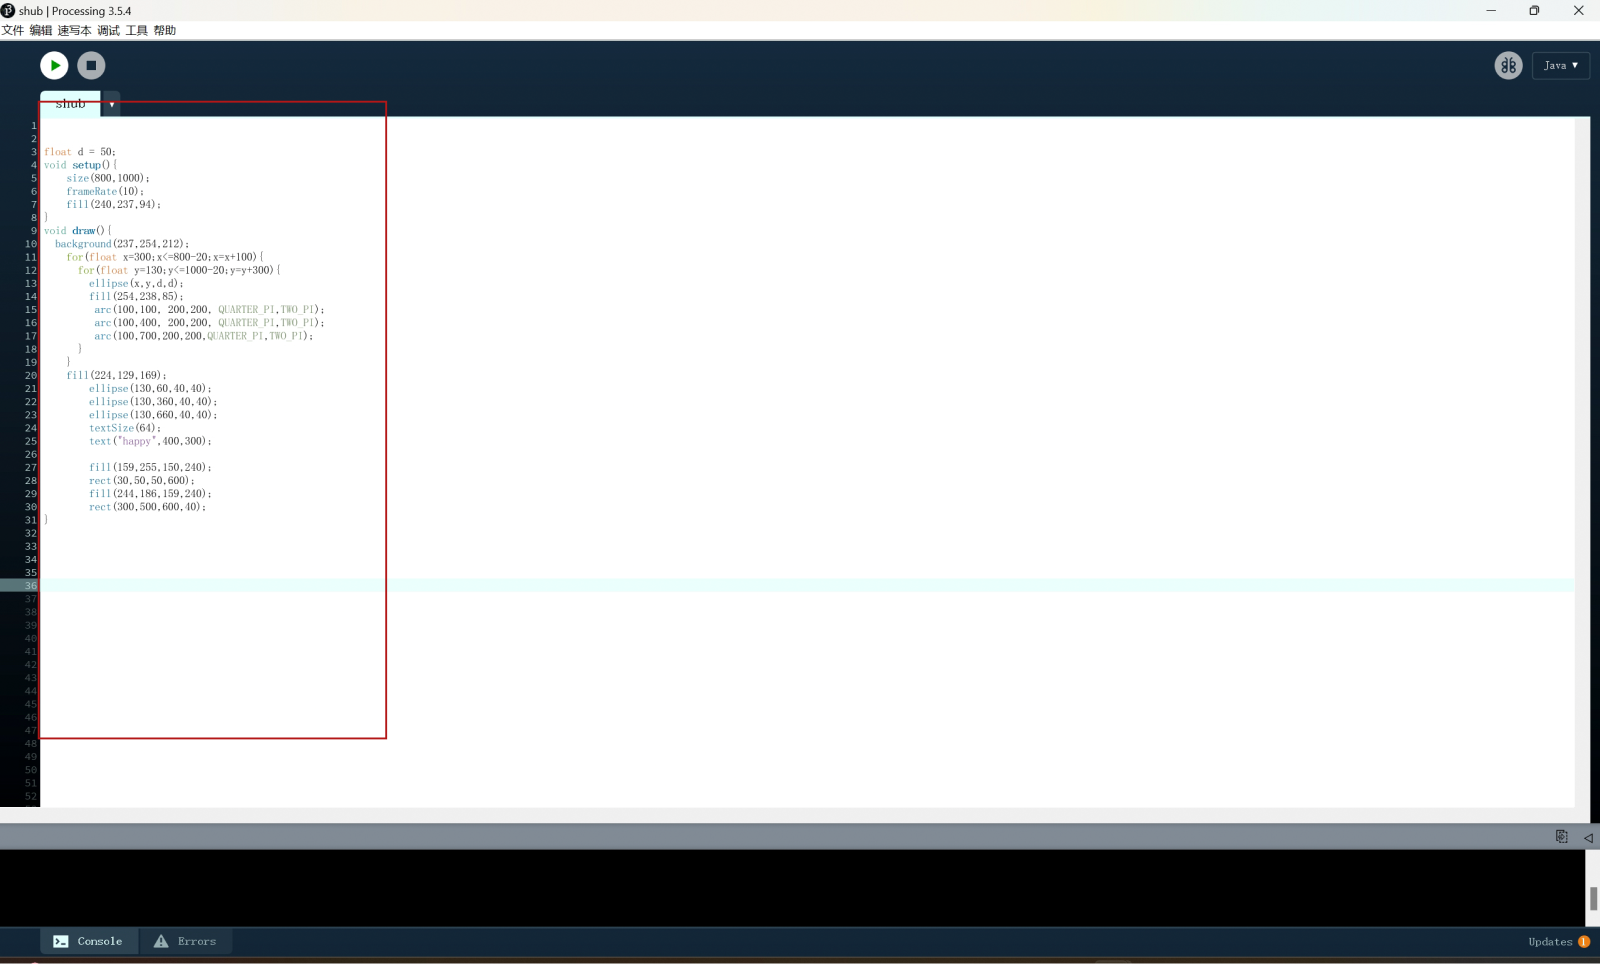 shub | Processing 3.5.4
文件 编辑 速写本 调试 工具 帮助
Java ▼
shub ▼
1
2
3 float d = 50;
4 void setup(){
5 size(800,1000);
6 frameRate(10);
7 fill(240,237,94);
8 }
9 void draw(){
10 background(237,254,212);
11 for(float x=300;x<=800-20;x=x+100){
12 for(float y=130;y<=1000-20;y=y+300){
13 ellipse(x,y,d,d);
14 fill(254,238,85);
15 arc(100,100, 200,200, QUARTER_PI,TWO_PI);
16 arc(100,400, 200,200, QUARTER_PI,TWO_PI);
17 arc(100,700,200,200,QUARTER_PI,TWO_PI);
18 }
19 }
20 fill(224,129,169);
21 ellipse(130,60,40,40);
22 ellipse(130,360,40,40);
23 ellipse(130,660,40,40);
24 textSize(64);
25 text("happy",400,300);
26
27 fill(159,255,150,240);
28 rect(30,50,50,600);
29 fill(244,186,159,240);
30 rect(300,500,600,40);
31 }
32
33
34
35
36
37
38
39
40
41
42
43
44
45
46
47
48
49
50
51
52
Console Errors Updates 1